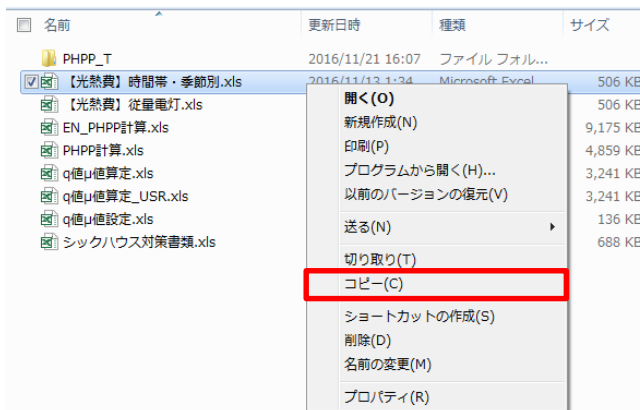 名前 更新日時 種類 サイズ
PHPP_T 2016/11/21 16:07 ファイル フォル...
【光熱費】時間帯・季節別.xls 2016/11/13 1:34 Microsoft Excel 506 KB
【光熱費】従量電灯.xls 506 KB
EN_PHPP計算.xls 9,175 KB
PHPP計算.xls 4,859 KB
q値μ値算定.xls 3,241 KB
q値μ値算定_USR.xls 3,241 KB
q値μ値設定.xls 136 KB
シックハウス対策書類.xls 688 KB
開く(O)
新規作成(N)
印刷(P)
プログラムから開く(H)...
以前のバージョンの復元(V)
送る(N)
切り取り(T)
コピー(C)
ショートカットの作成(S)
削除(D)
名前の変更(M)
プロパティ(R)